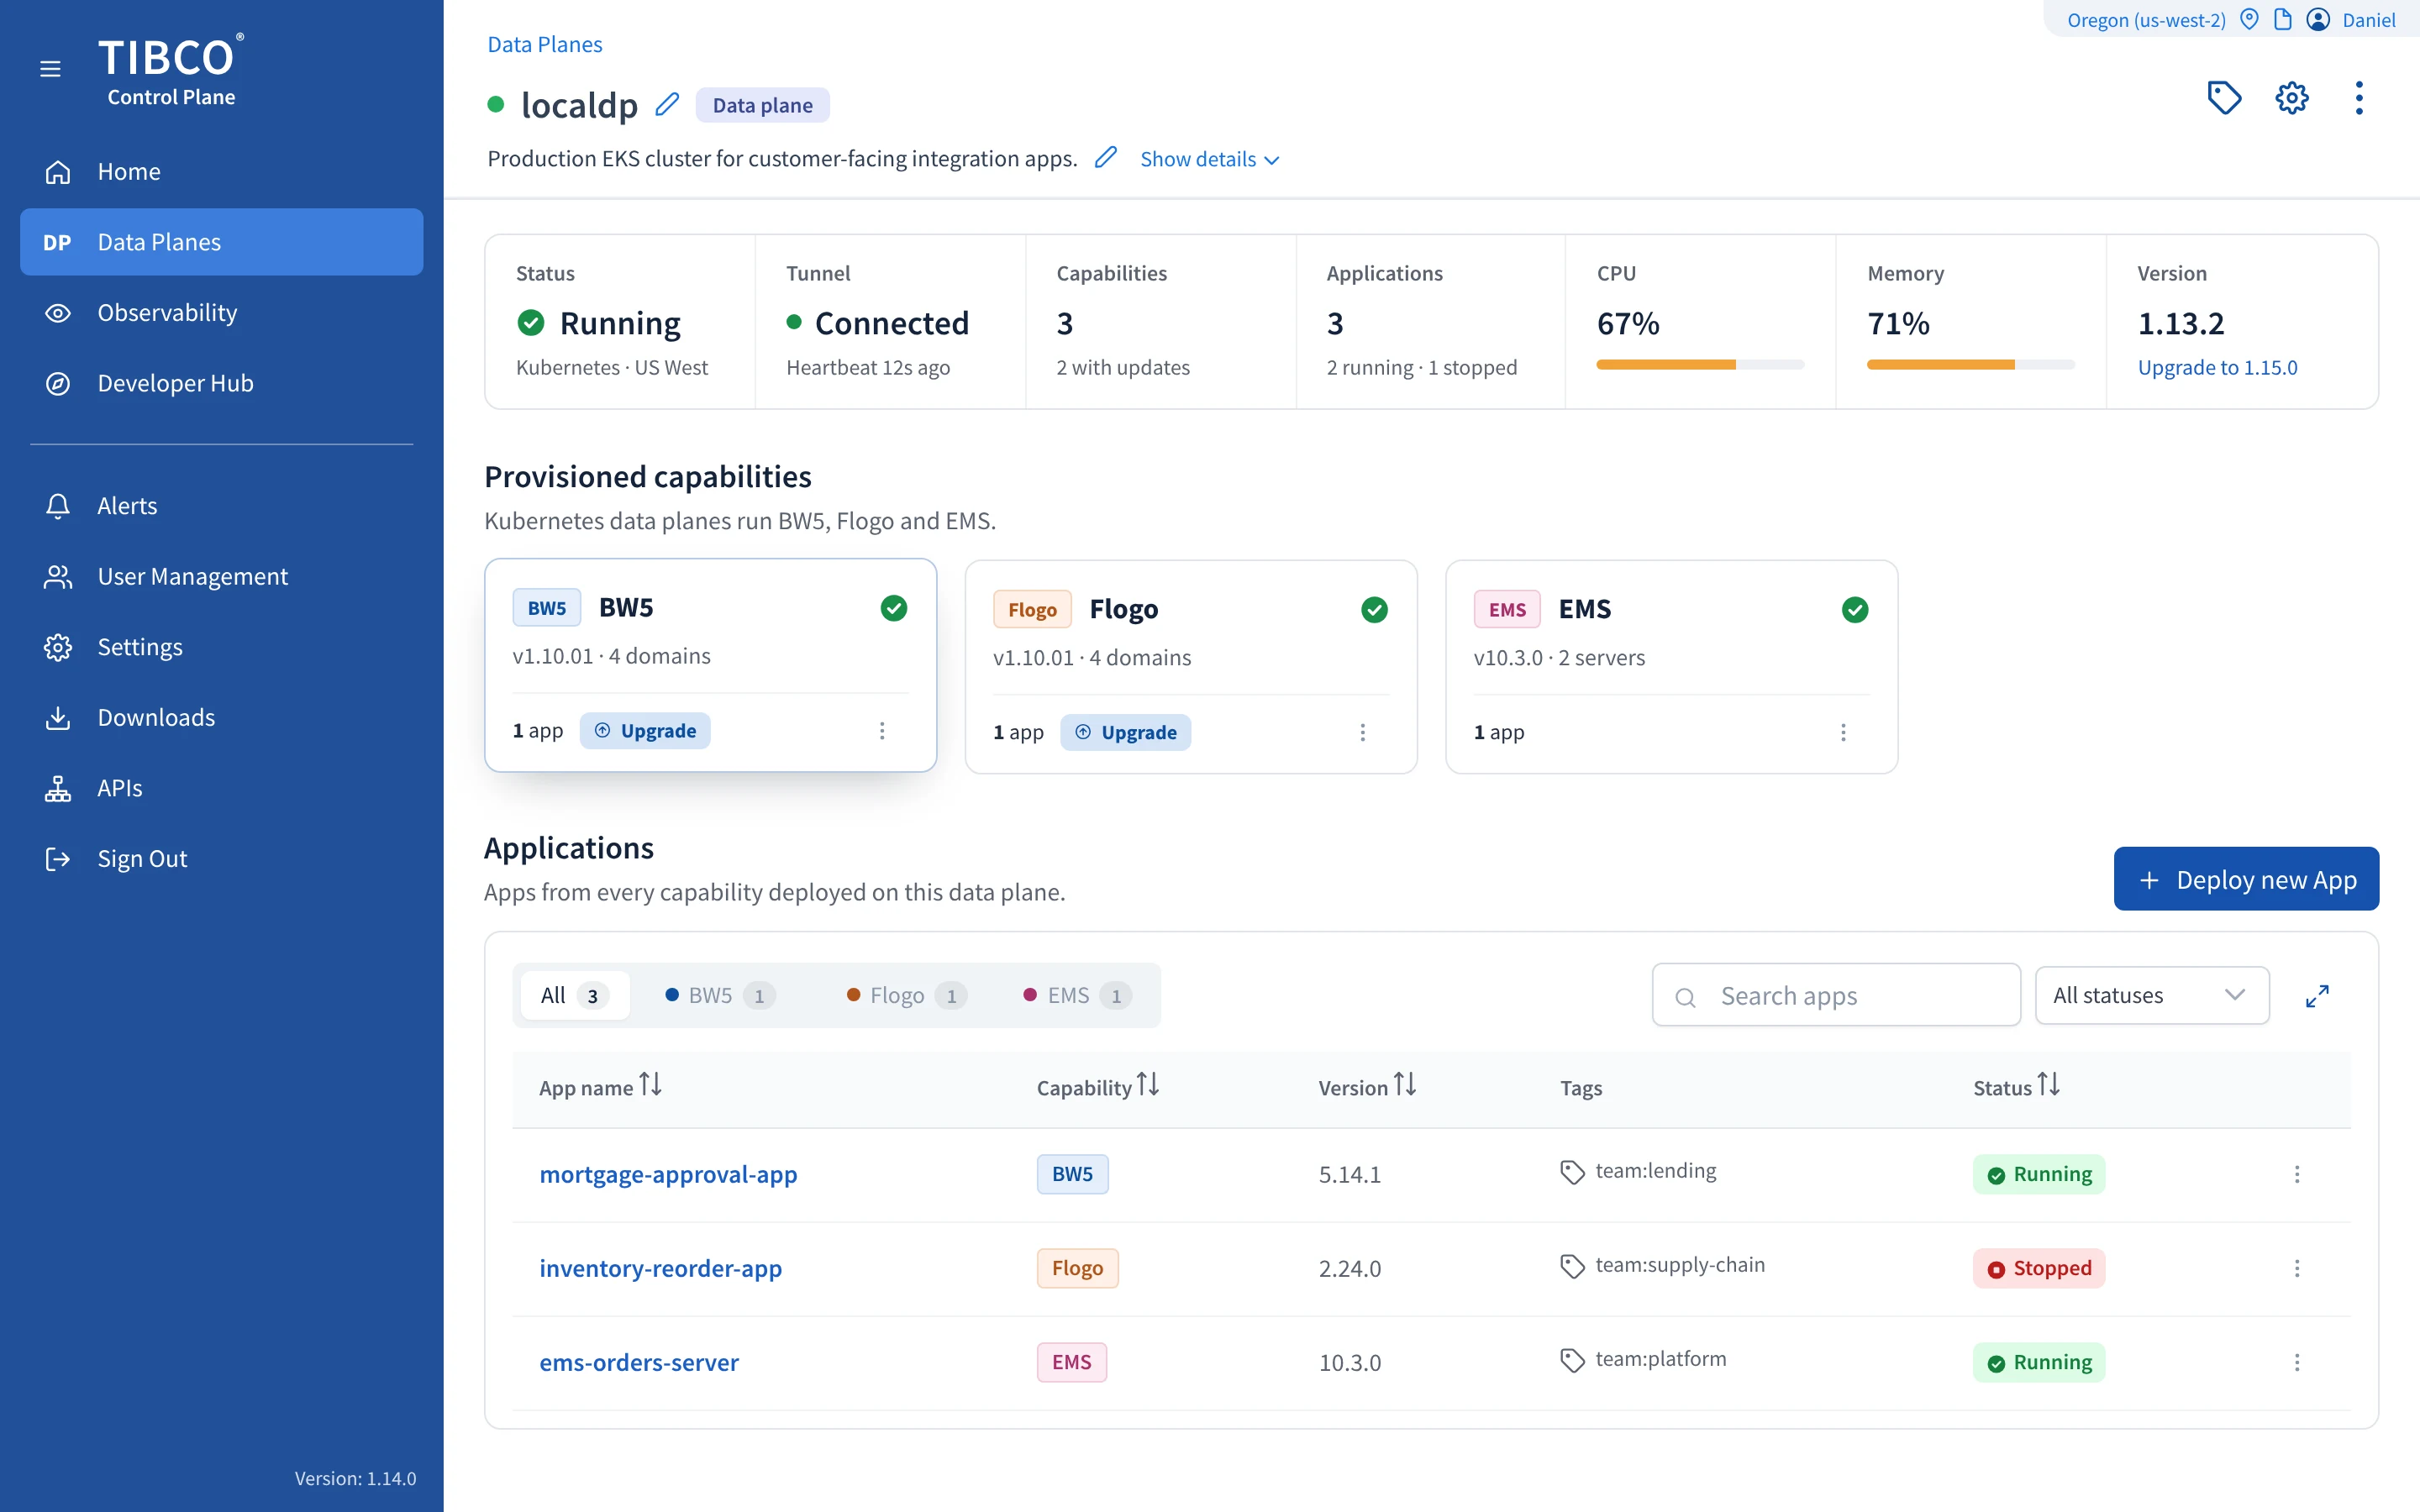 TIBCO®
Control Plane
Home
DP Data Planes
Observability
Developer Hub
Alerts
User Management
Settings
Downloads
APIs
Sign Out
Version: 1.14.0
Oregon (us-west-2) Daniel
Data Planes
localdp Data plane
Production EKS cluster for customer-facing integration apps. Show details
Status
Running
Kubernetes · US West
Tunnel
Connected
Heartbeat 12s ago
Capabilities
3
2 with updates
Applications
3
2 running · 1 stopped
CPU
67%
Memory
71%
Version
1.13.2
Upgrade to 1.15.0
Provisioned capabilities
Kubernetes data planes run BW5, Flogo and EMS.
BW5 BW5
v1.10.01 · 4 domains
1 app Upgrade
Flogo Flogo
v1.10.01 · 4 domains
1 app Upgrade
EMS EMS
v10.3.0 · 2 servers
1 app
Applications
Apps from every capability deployed on this data plane.
+ Deploy new App
All 3 BW5 1 Flogo 1 EMS 1
Search apps All statuses
App name Capability Version Tags Status
mortgage-approval-app BW5 5.14.1 team:lending Running
inventory-reorder-app Flogo 2.24.0 team:supply-chain Stopped
ems-orders-server EMS 10.3.0 team:platform Running